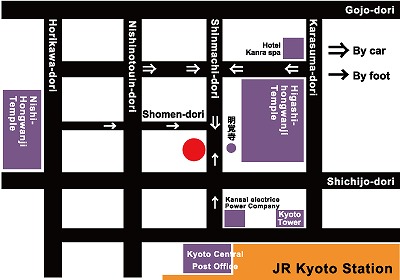 Gojo-dori
Horikawa-dori
Nishinotouin-dori
Shinmachi-dori
Karasuma-dori
Hotel
Kanra spa
By car
By foot
Nishi-
Hongwanji
Temple
Shomen-dori
明覚寺
Higashi-
hongwanji
Temple
Shichijo-dori
Kansai electrice
Power Company
Kyoto
Tower
Kyoto Central
Post Office
JR Kyoto Station